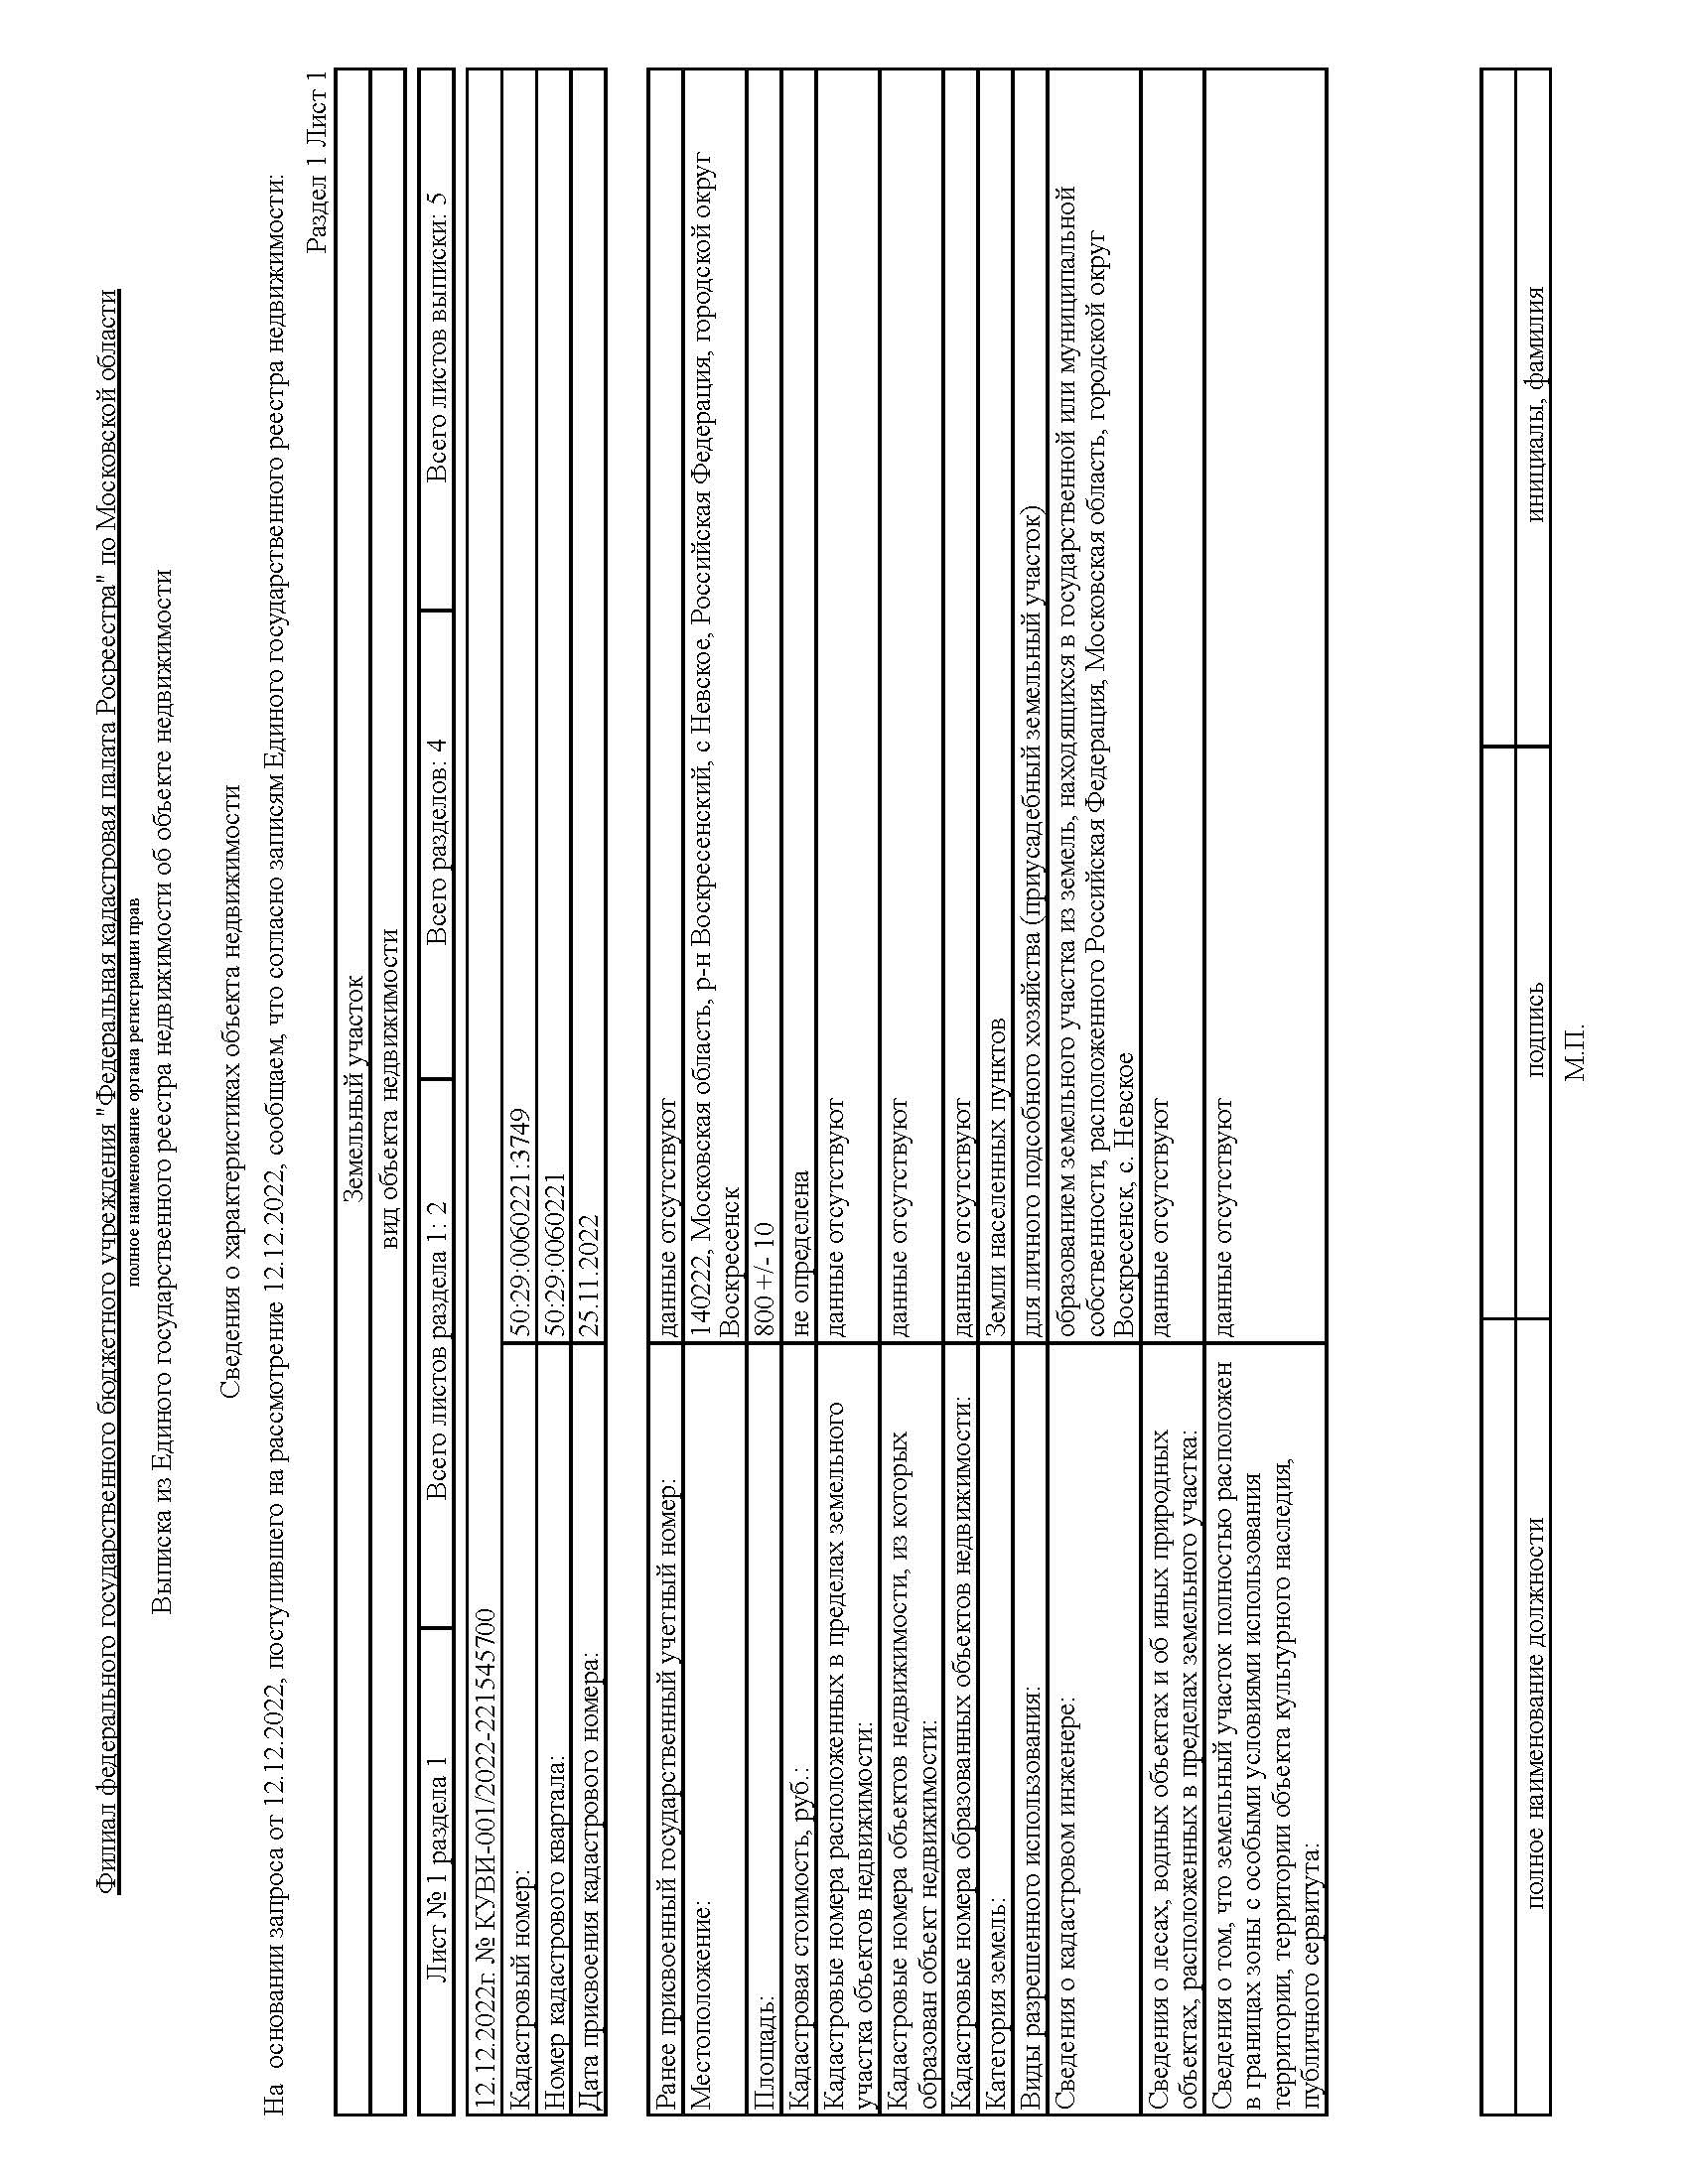 Филиал федерального государственного бюджетного учреждения "Федеральная кадастровая палата Росреестра" по Московской области
полное наименование органа регистрации прав
Выписка из Единого государственного реестра недвижимости об объекте недвижимости
Сведения о характеристиках объекта недвижимости
На основании запроса от 12.12.2022, поступившего на рассмотрение 12.12.2022, сообщаем, что согласно записям Единого государственного реестра недвижимости:
Раздел 1 Лист 1
Земельный участок
вид объекта недвижимости
Лист № 1 раздела 1 Всего листов раздела 1: 2 Всего разделов: 4 Всего листов выписки: 5
12.12.2022г. № КУВИ-001/2022-221545700
Кадастровый номер: 50:29:0060221:3749
Номер кадастрового квартала: 50:29:0060221
Дата присвоения кадастрового номера: 25.11.2022
Ранее присвоенный государственный учетный номер: данные отсутствуют
Местоположение: 140222, Московская область, р-н Воскресенский, с Невское, Российская Федерация, городской округ
Воскресенск
Площадь: 800 +/- 10
Кадастровая стоимость, руб.: не определена
Кадастровые номера расположенных в пределах земельного данные отсутствуют
участка объектов недвижимости:
Кадастровые номера объектов недвижимости, из которых данные отсутствуют
образован объект недвижимости:
Кадастровые номера образованных объектов недвижимости: данные отсутствуют
Категория земель: Земли населенных пунктов
Виды разрешенного использования: для личного подсобного хозяйства (приусадебный земельный участок)
Сведения о кадастровом инженере: образованием земельного участка из земель, находящихся в государственной или муниципальной
собственности, расположенного Российская Федерация, Московская область, городской округ
Воскресенск, с. Невское
Сведения о лесах, водных объектах и об иных природных данные отсутствуют
объектах, расположенных в пределах земельного участка:
Сведения о том, что земельный участок полностью расположен данные отсутствуют
в границах зоны с особыми условиями использования
территории, территории объекта культурного наследия,
публичного сервитута:
полное наименование должности подпись инициалы, фамилия
М.П.